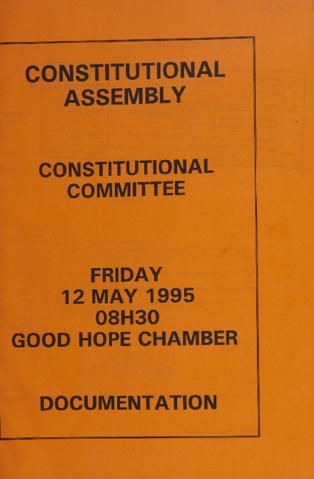 CONSTITUTIONAL
ASSEMBLY
CONSTITUTIONAL
COMMITTEE
FRIDAY
12 MAY 1995
08H30
GOOD HOPE CHAMBER
DOCUMENTATION